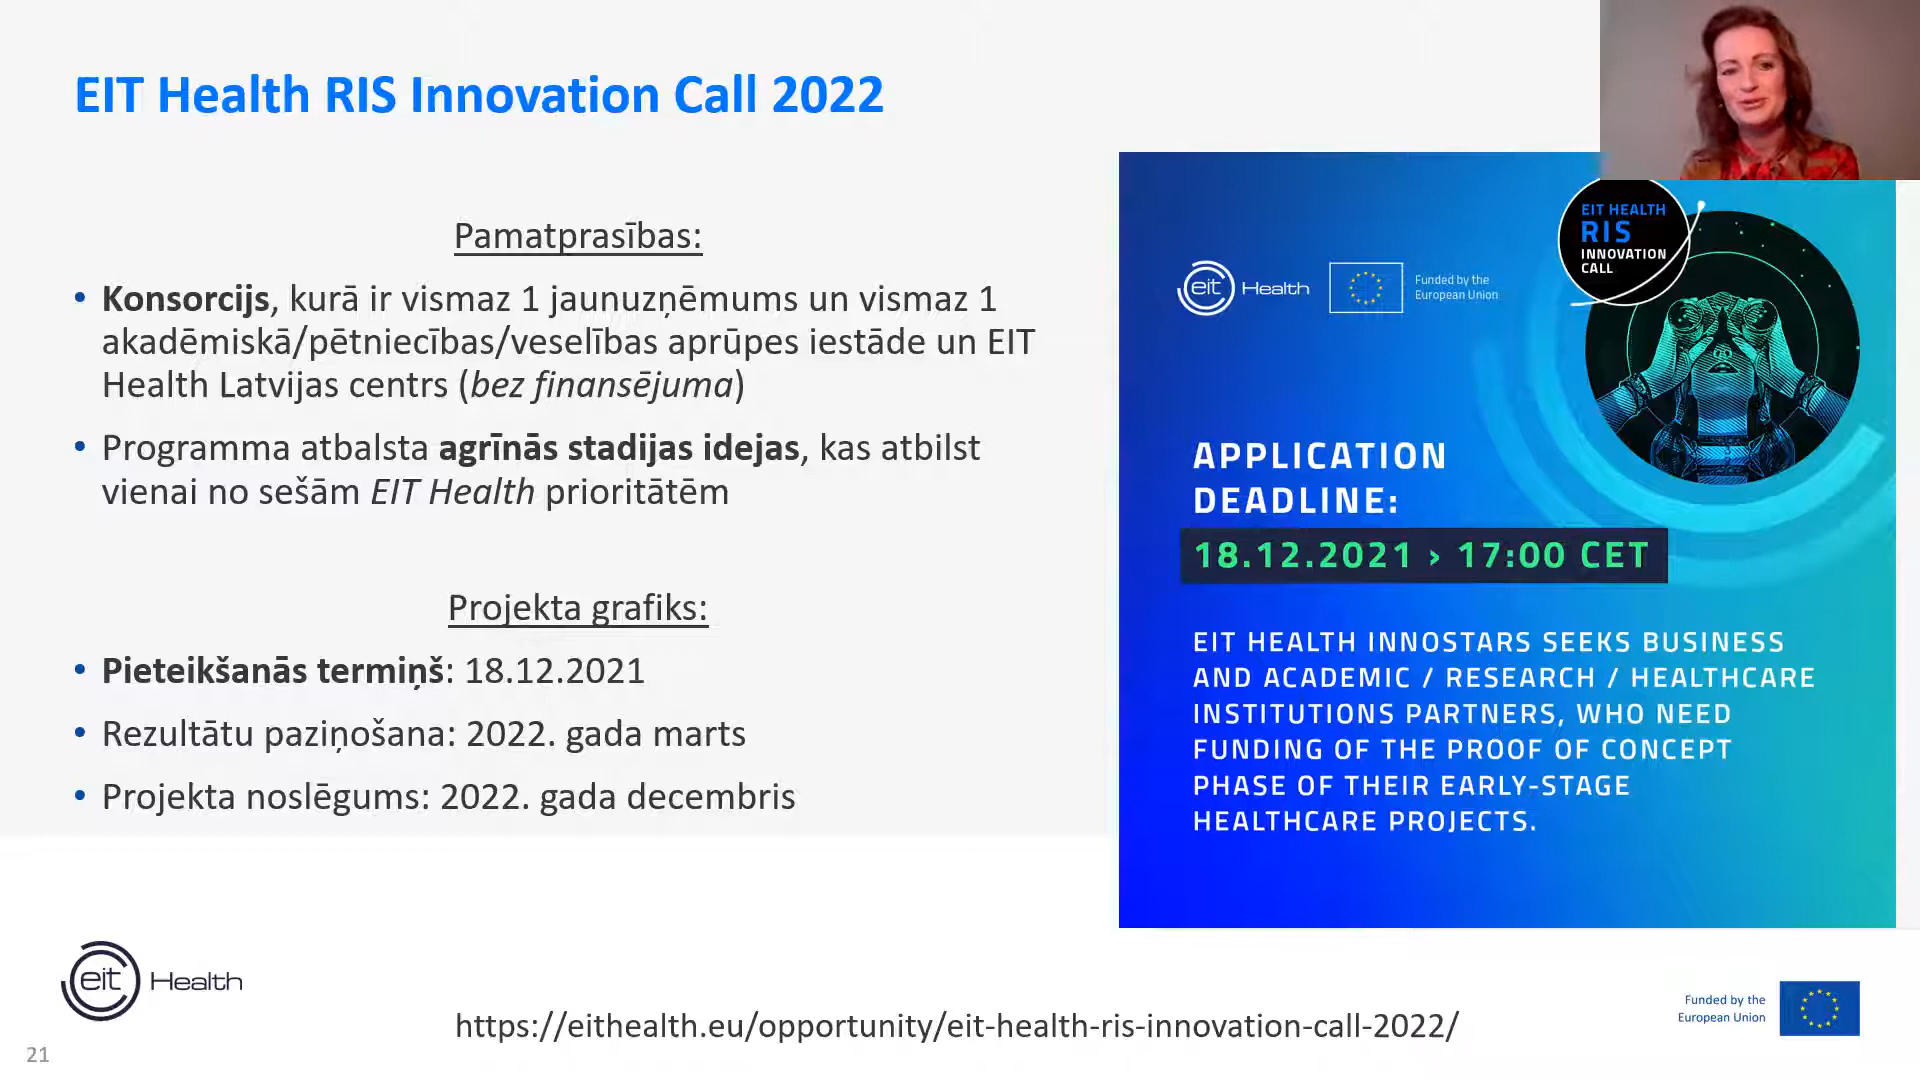 EIT Health RIS Innovation Call 2022
Pamatprasības:
• Konsorcijs, kurā ir vismaz 1 jaunuzņēmums un vismaz 1
akadēmiskā/pētniecības/veselības aprūpes iestāde un EIT
Health Latvijas centrs (bez finansējuma)
• Programma atbalsta agrīnās stadijas idejas, kas atbilst
vienai no sešām EIT Health prioritātēm
Projekta grafiks:
• Pieteikšanās termiņš: 18.12.2021
• Rezultātu paziņošana: 2022. gada marts
• Projekta noslēgums: 2022. gada decembris
EIT HEALTH
RIS
INNOVATION
CALL
eit Health
Funded by the
European Union
APPLICATION
DEADLINE:
18.12.2021 › 17:00 CET
EIT HEALTH INNOSTARS SEEKS BUSINESS
AND ACADEMIC / RESEARCH / HEALTHCARE
INSTITUTIONS PARTNERS, WHO NEED
FUNDING OF THE PROOF OF CONCEPT
PHASE OF THEIR EARLY-STAGE
HEALTHCARE PROJECTS.
eit Health
https://eithealth.eu/opportunity/eit-health-ris-innovation-call-2022/
Funded by the
European Union
21